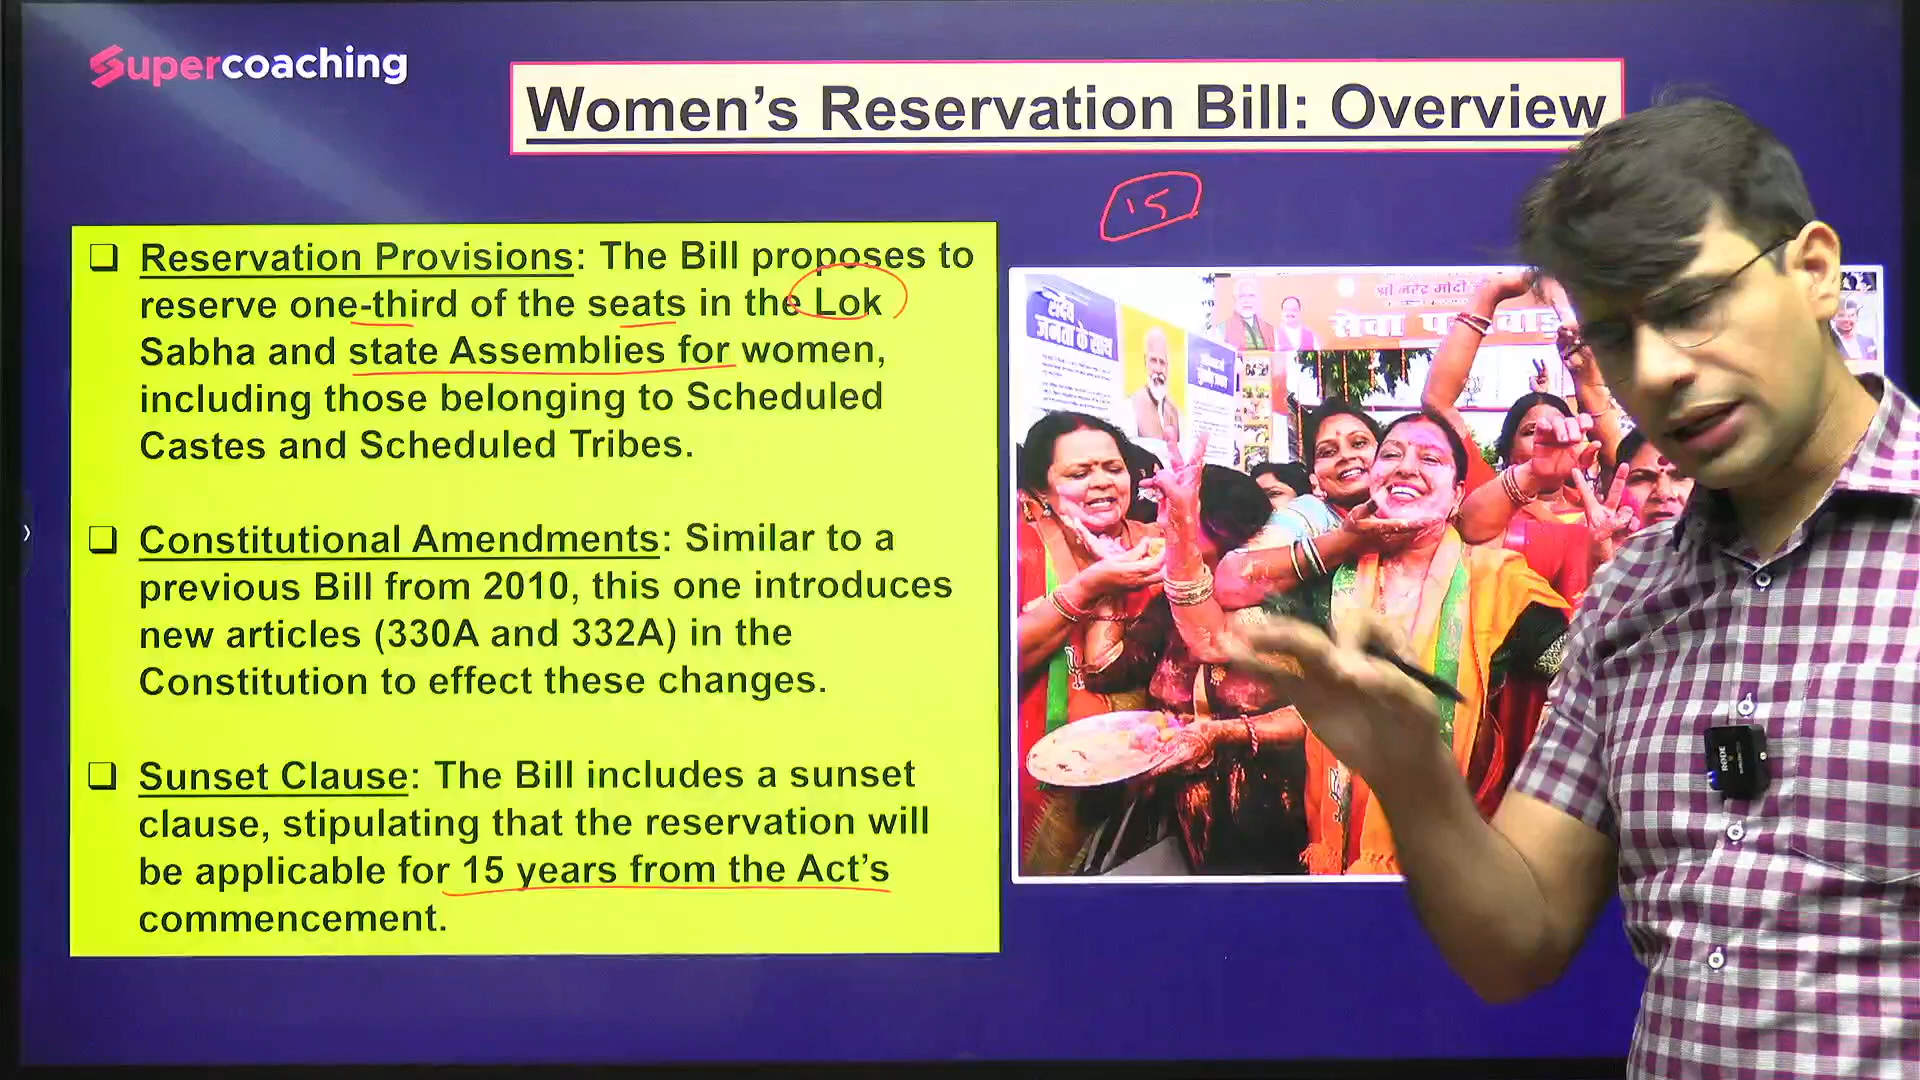 Supercoaching
Women's Reservation Bill: Overview
15
❑ Reservation Provisions: The Bill proposes to
reserve one-third of the seats in the Lok
Sabha and state Assemblies for women,
including those belonging to Scheduled
Castes and Scheduled Tribes.
❑ Constitutional Amendments: Similar to a
previous Bill from 2010, this one introduces
new articles (330A and 332A) in the
Constitution to effect these changes.
❑ Sunset Clause: The Bill includes a sunset
clause, stipulating that the reservation will
be applicable for 15 years from the Act's
commencement.
जनता के साथ
श्री नरेंद्र मोदी जी
सेवा
RODE